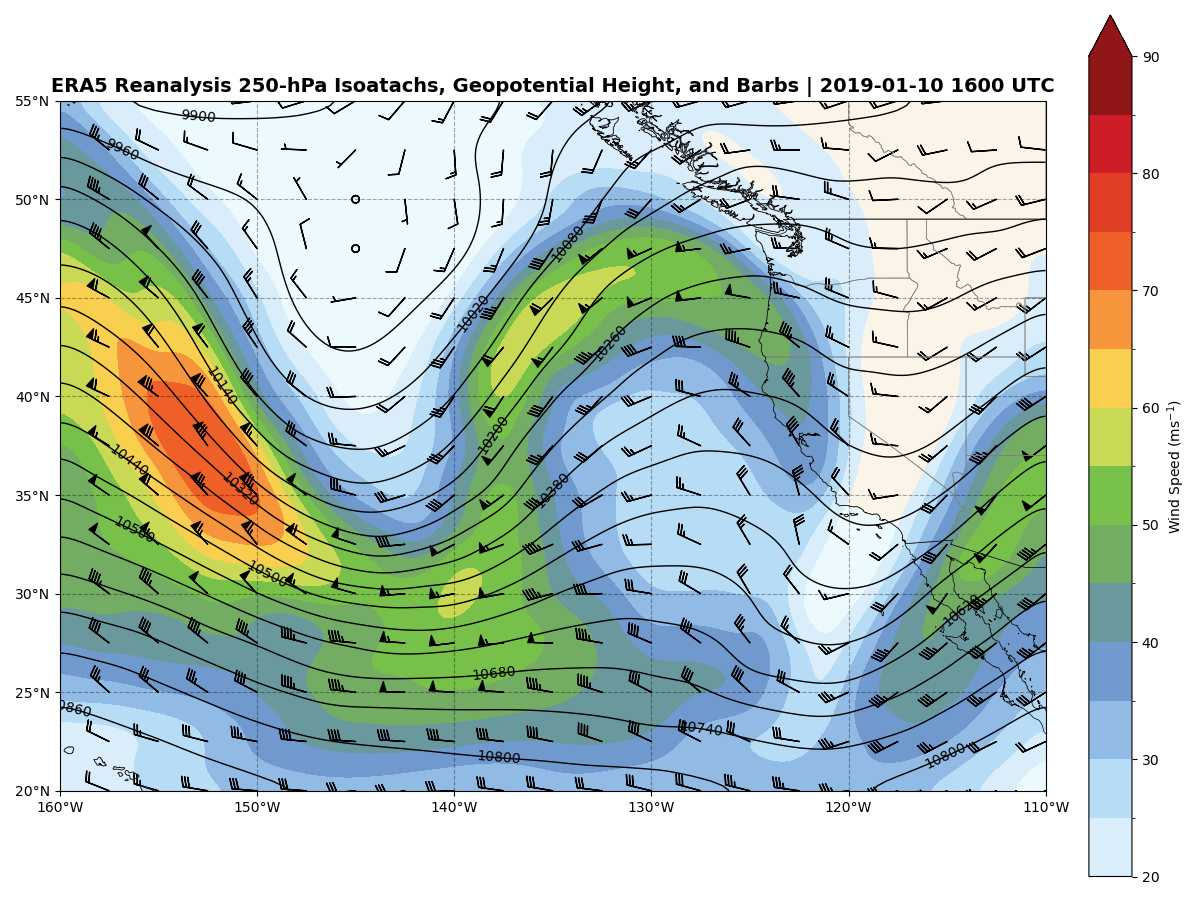 ERA5 Reanalysis 250-hPa Isoatachs, Geopotential Height, and Barbs | 2019-01-10 1600 UTC
55°N
50°N
45°N
40°N
35°N
30°N
25°N
20°N
160°W
150°W
140°W
130°W
120°W
110°W
9900
9960
10080
10020
10260
10140
10200
10440
10320
10380
10560
10500
10620
10680
0860
10740
10800
10800
90
80
70
60
50
40
30
20
Wind Speed (ms⁻¹)